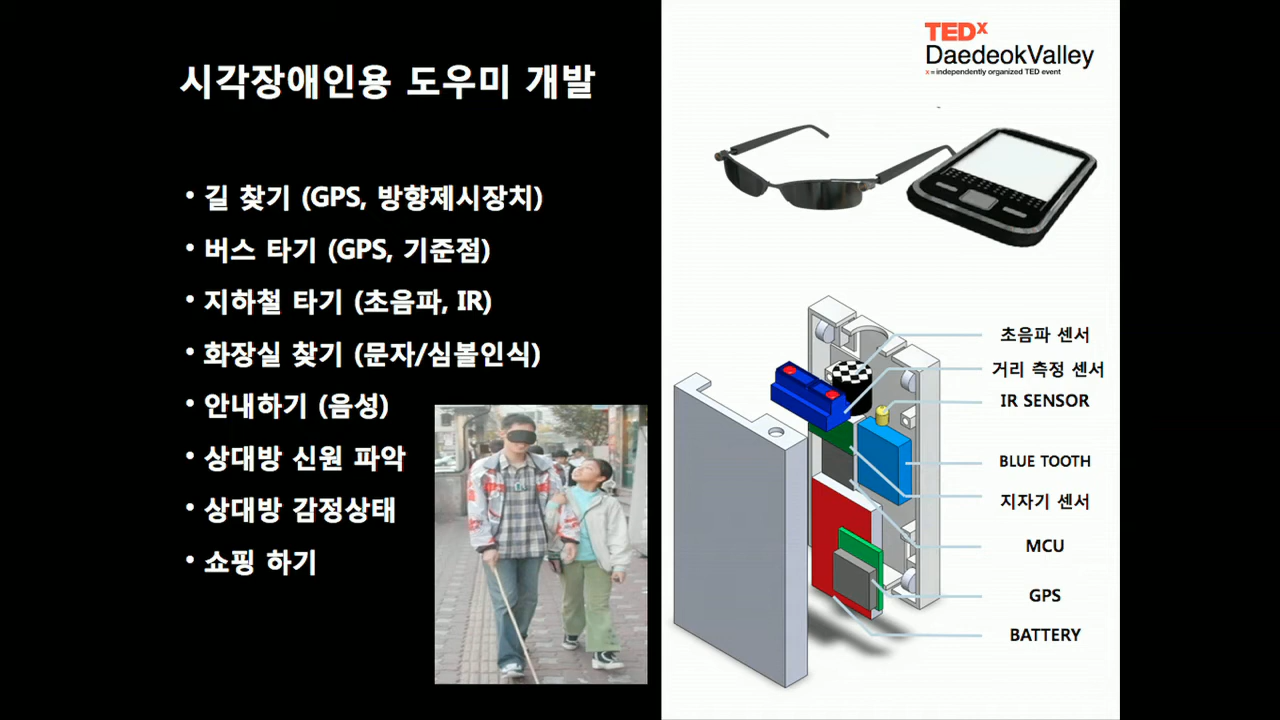 시각장애인용 도우미 개발
• 길 찾기 (GPS, 방향제시장치)
• 버스 타기 (GPS, 기준점)
• 지하철 타기 (초음파, IR)
• 화장실 찾기 (문자/심볼인식)
• 안내하기 (음성)
• 상대방 신원 파악
• 상대방 감정상태
• 쇼핑 하기
TEDx
DaedeokValley
x = independently organized TED event
초음파 센서
거리 측정 센서
IR SENSOR
BLUE TOOTH
지자기 센서
MCU
GPS
BATTERY